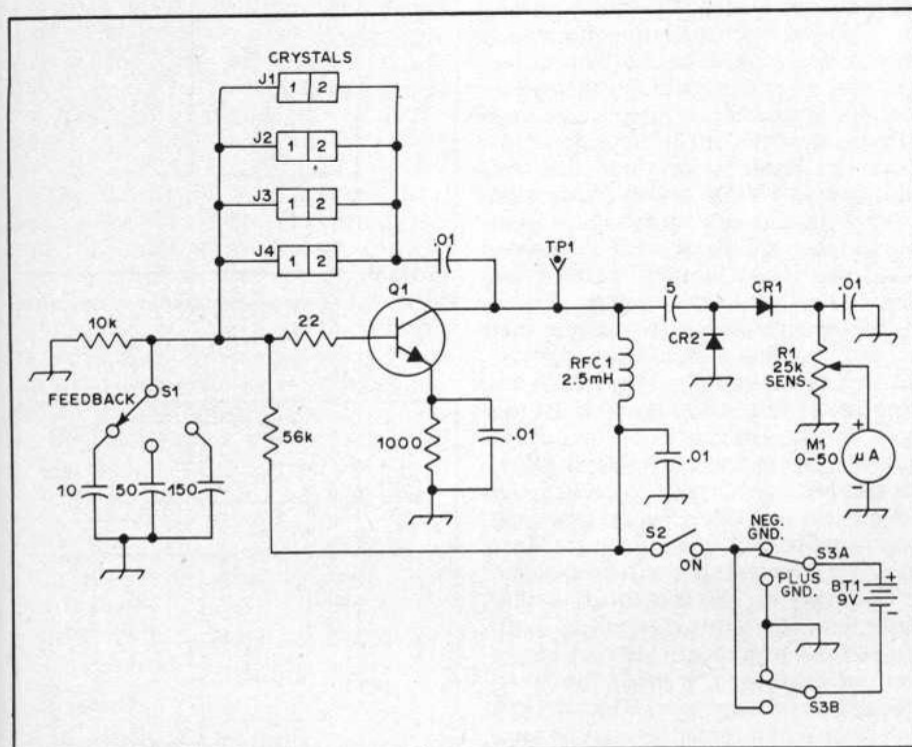 CRYSTALS
J1
1 2
J2
1 2
J3
1 2
J4
1 2
.01
TP1
Q1
5
CR1
.01
10k
22
CR2
RFC1
2.5mH
R1
25k
SENS.
FEEDBACK
S1
56k
1000
.01
.01
+
M1
0-50
μA
-
10
50
150
S2
ON
NEG.
GND.
S3A
PLUS
GND.
+
BT1
9V
-
S3B